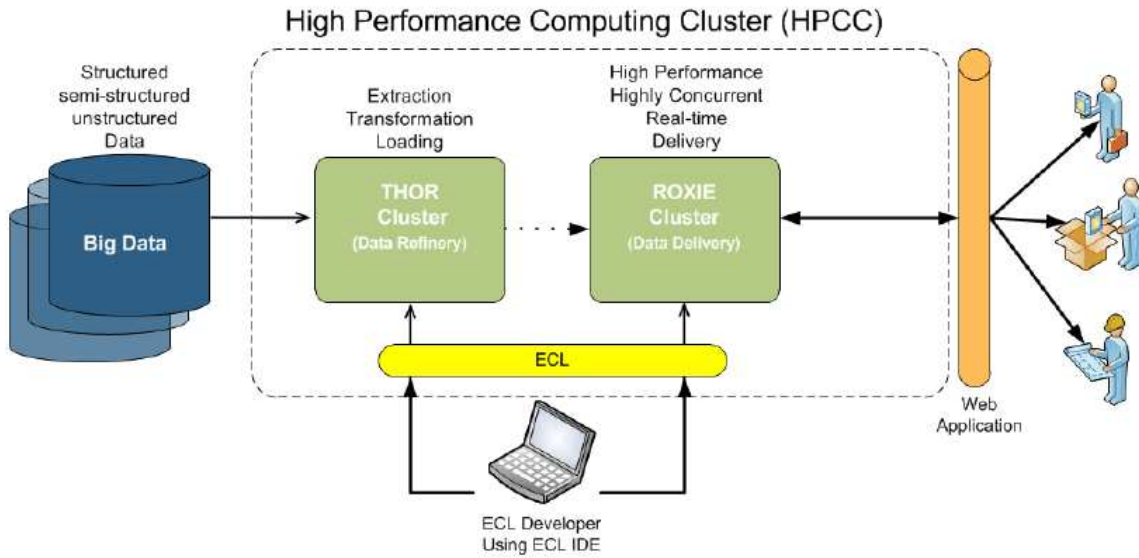 High Performance Computing Cluster (HPCC)
Structured
semi-structured
unstructured
Data
Big Data
Extraction
Transformation
Loading
THOR
Cluster
(Data Refinery)
High Performance
Highly Concurrent
Real-time
Delivery
ROXIE
Cluster
(Data Delivery)
ECL
ECL Developer
Using ECL IDE
Web
Application